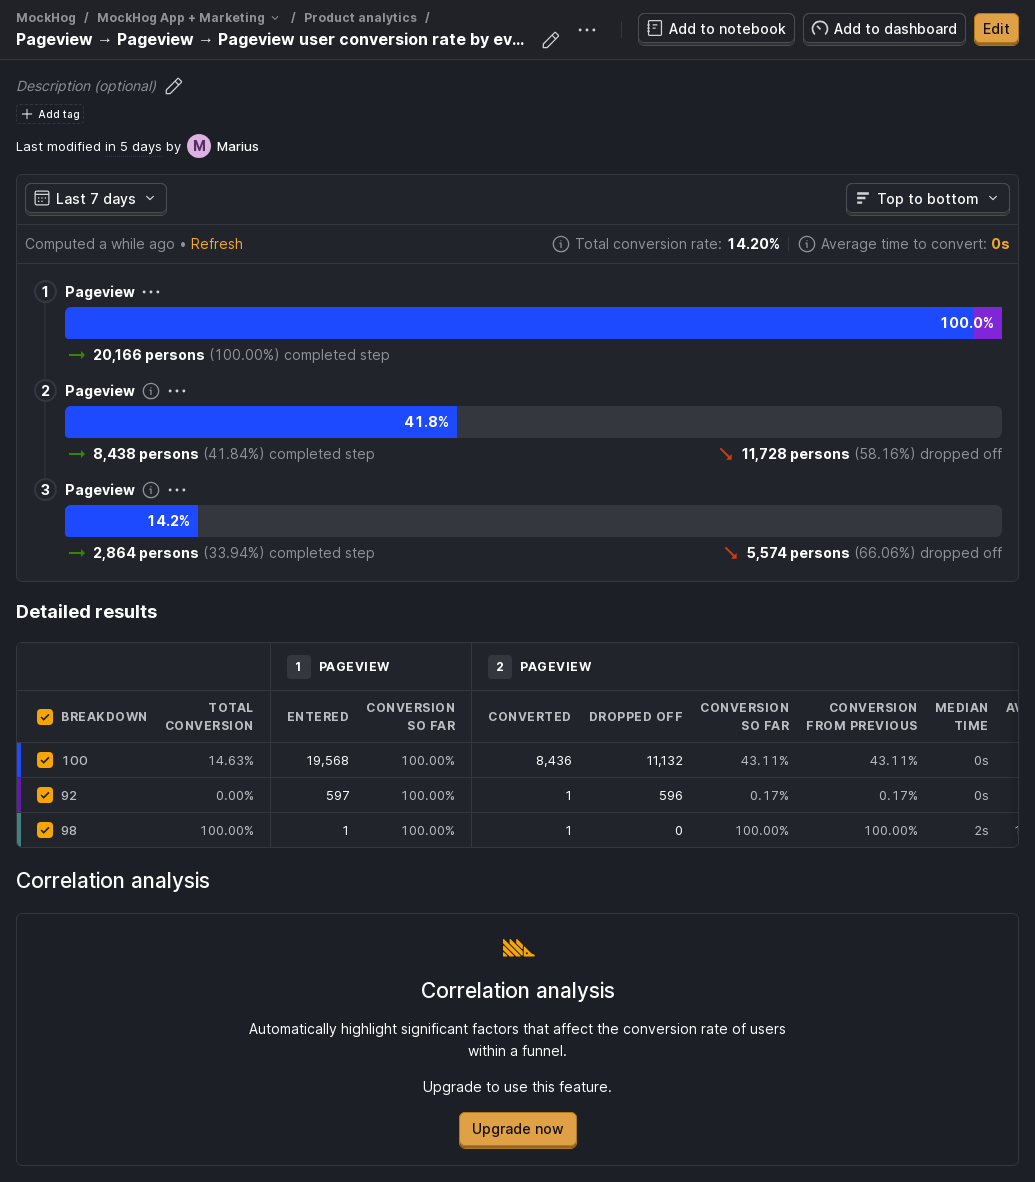 MockHog / MockHog App + Marketing / Product analytics /
Pageview → Pageview → Pageview user conversion rate by ev...
Add to notebook
Add to dashboard
Edit
Description (optional)
Add tag
Last modified in 5 days by M Marius
Last 7 days
Top to bottom
Computed a while ago • Refresh
Total conversion rate: 14.20%
Average time to convert: 0s
1 Pageview
100.0%
20,166 persons (100.00%) completed step
2 Pageview
41.8%
8,438 persons (41.84%) completed step
11,728 persons (58.16%) dropped off
3 Pageview
14.2%
2,864 persons (33.94%) completed step
5,574 persons (66.06%) dropped off
Detailed results
1 PAGEVIEW
2 PAGEVIEW
BREAKDOWN
TOTAL CONVERSION
ENTERED
CONVERSION SO FAR
CONVERTED
DROPPED OFF
CONVERSION SO FAR
CONVERSION FROM PREVIOUS
MEDIAN TIME
100 14.63% 19,568 100.00% 8,436 11,132 43.11% 43.11% 0s
92 0.00% 597 100.00% 1 596 0.17% 0.17% 0s
98 100.00% 1 100.00% 1 0 100.00% 100.00% 2s
Correlation analysis
Correlation analysis
Automatically highlight significant factors that affect the conversion rate of users
within a funnel.
Upgrade to use this feature.
Upgrade now